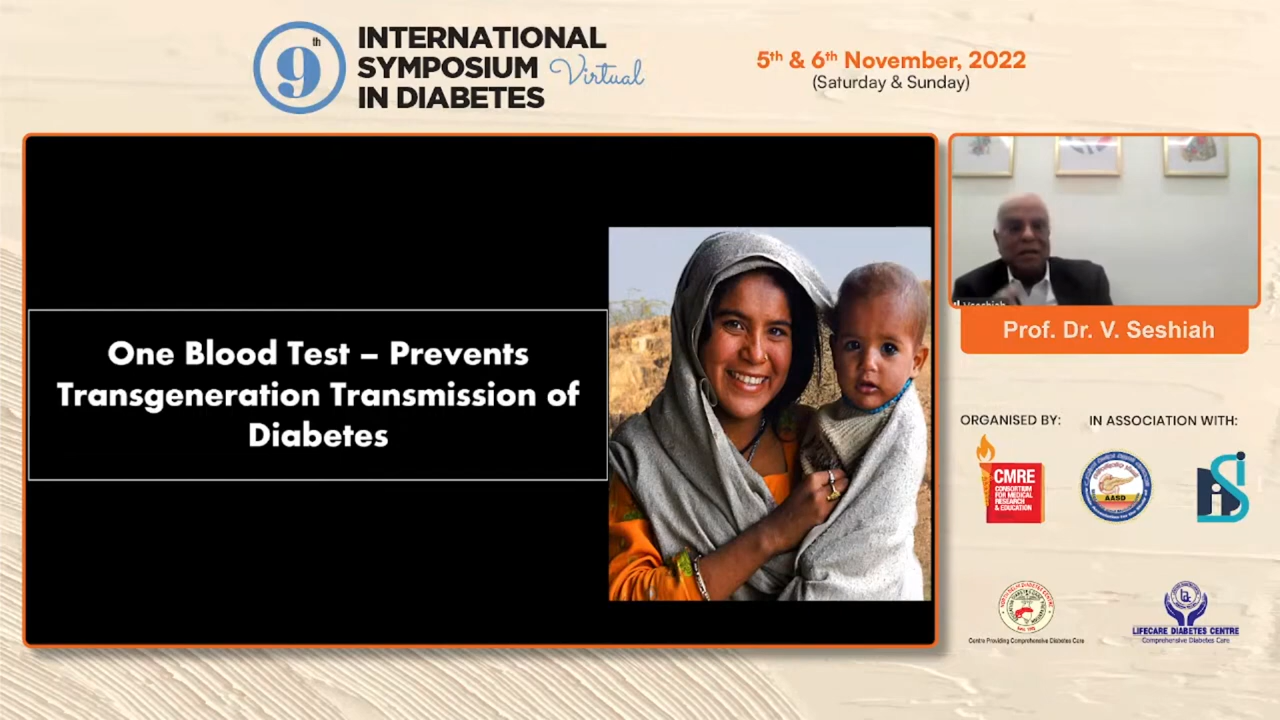 9th
INTERNATIONAL
SYMPOSIUM Virtual
IN DIABETES
5th & 6th November, 2022
(Saturday & Sunday)
One Blood Test – Prevents
Transgeneration Transmission of
Diabetes
Prof. Dr. V. Seshiah
ORGANISED BY:
IN ASSOCIATION WITH:
CMRE
CONSORTIUM
FOR MEDICAL
RESEARCH
& EDUCATION
AASD
Centre Providing Comprehensive Diabetes Care
LIFECARE DIABETES CENTRE
Comprehensive Diabetes Care